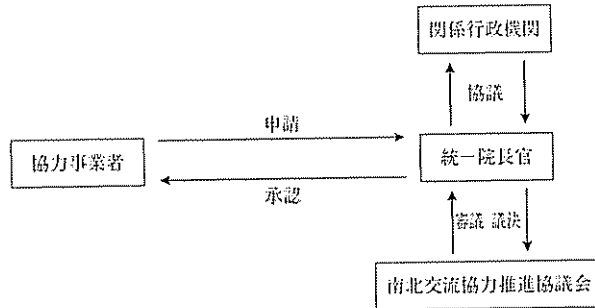 関係行政機関
協議
申請
協力事業者
統一院長官
承認
審議 議決
南北交流協力推進協議会